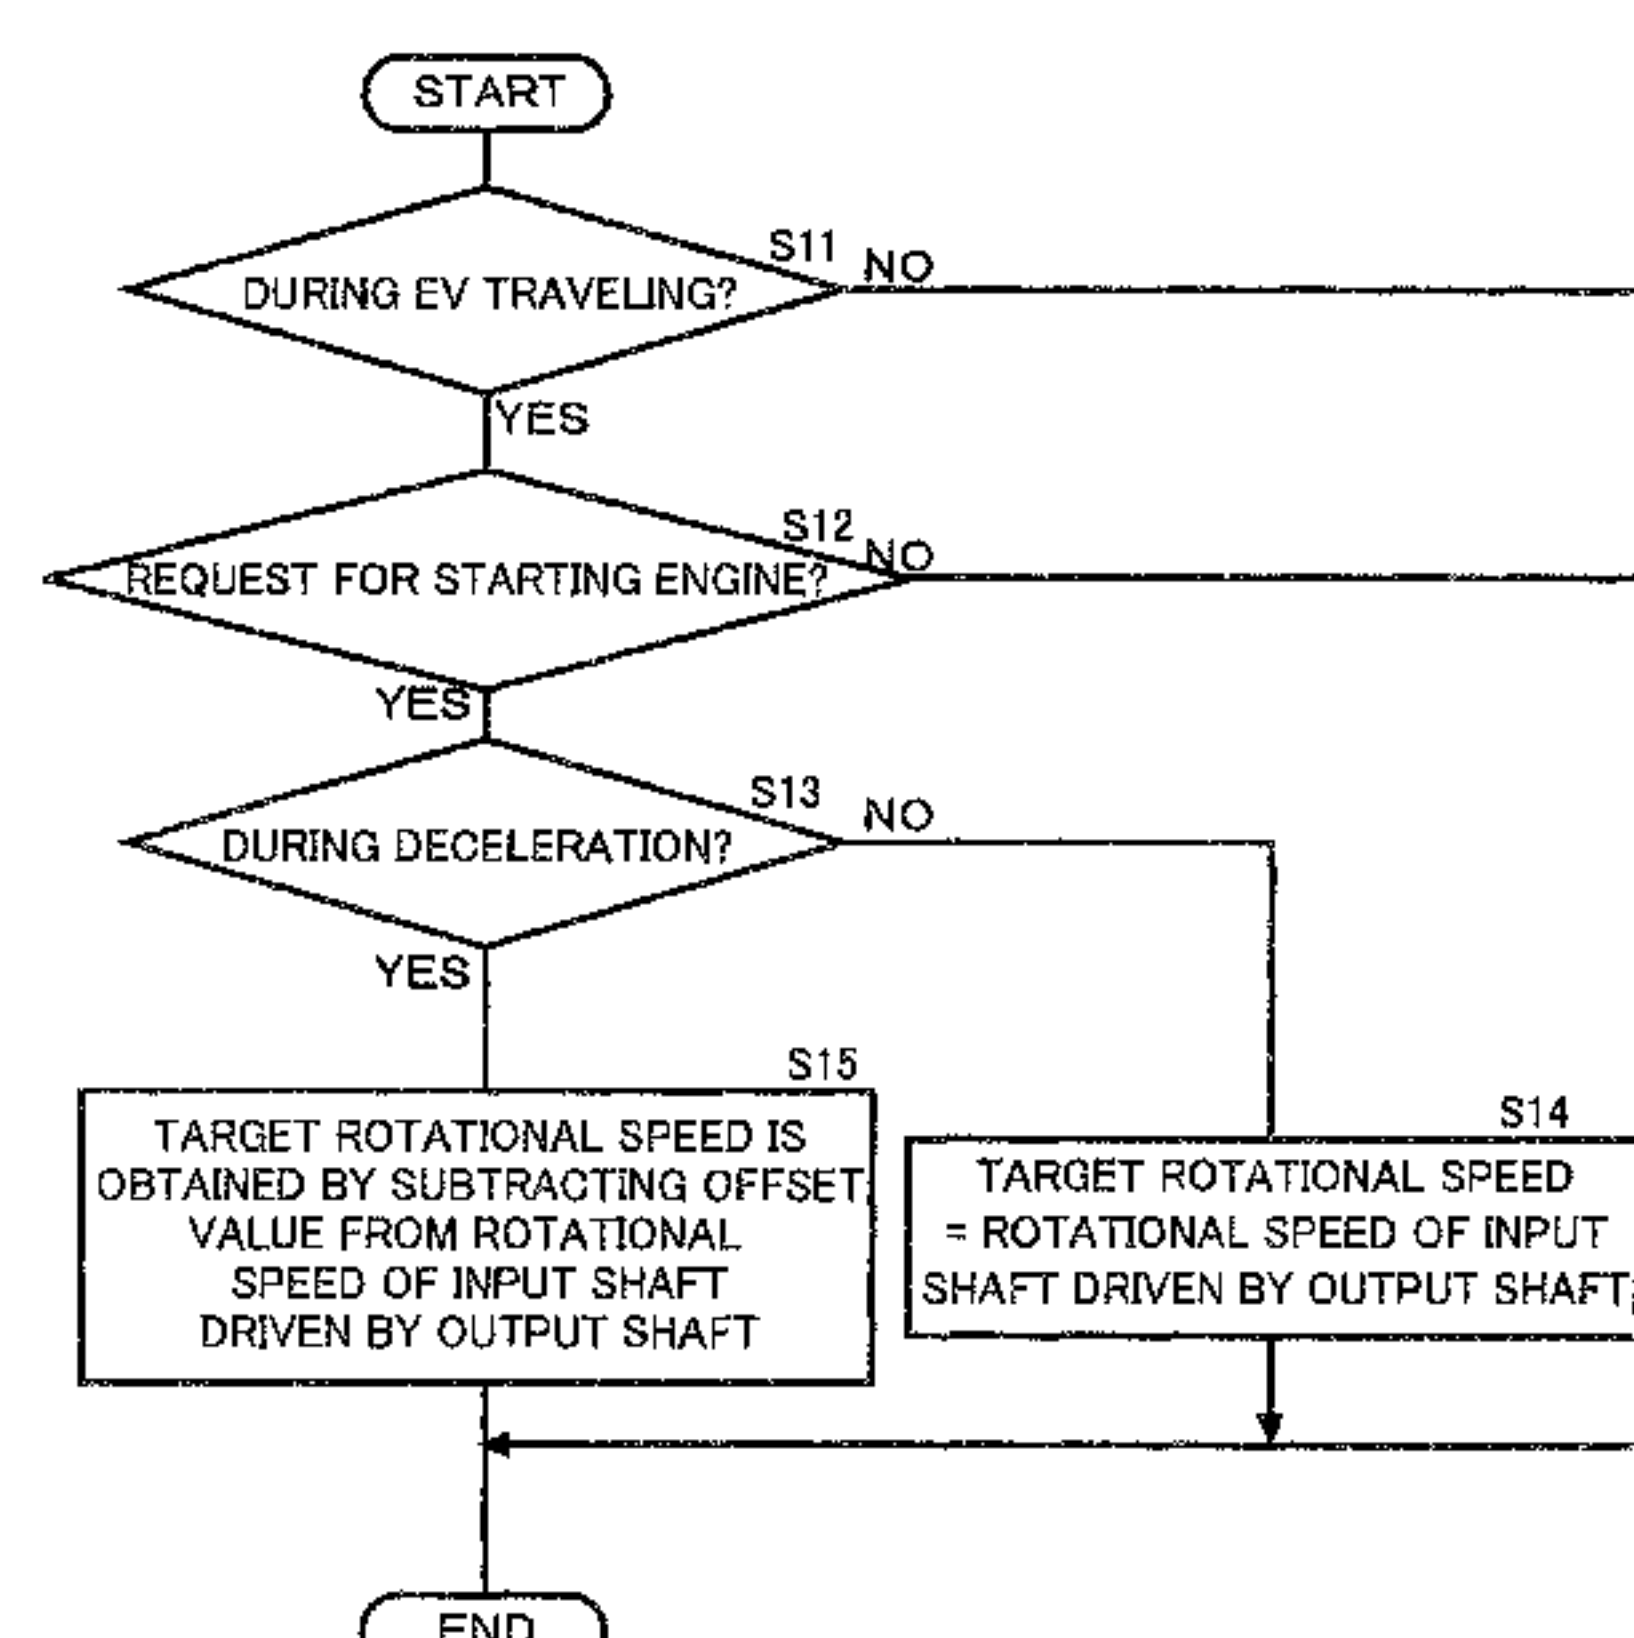 START
S11
NO
DURING EV TRAVELING?
YES
S12
NO
REQUEST FOR STARTING ENGINE?
YES
S13
NO
DURING DECELERATION?
YES
S15
TARGET ROTATIONAL SPEED IS
OBTAINED BY SUBTRACTING OFFSET
VALUE FROM ROTATIONAL
SPEED OF INPUT SHAFT
DRIVEN BY OUTPUT SHAFT
S14
TARGET ROTATIONAL SPEED
= ROTATIONAL SPEED OF INPUT
SHAFT DRIVEN BY OUTPUT SHAFT
END